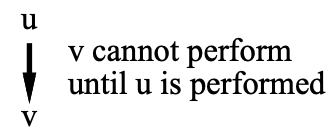 u
v cannot perform
until u is performed
v